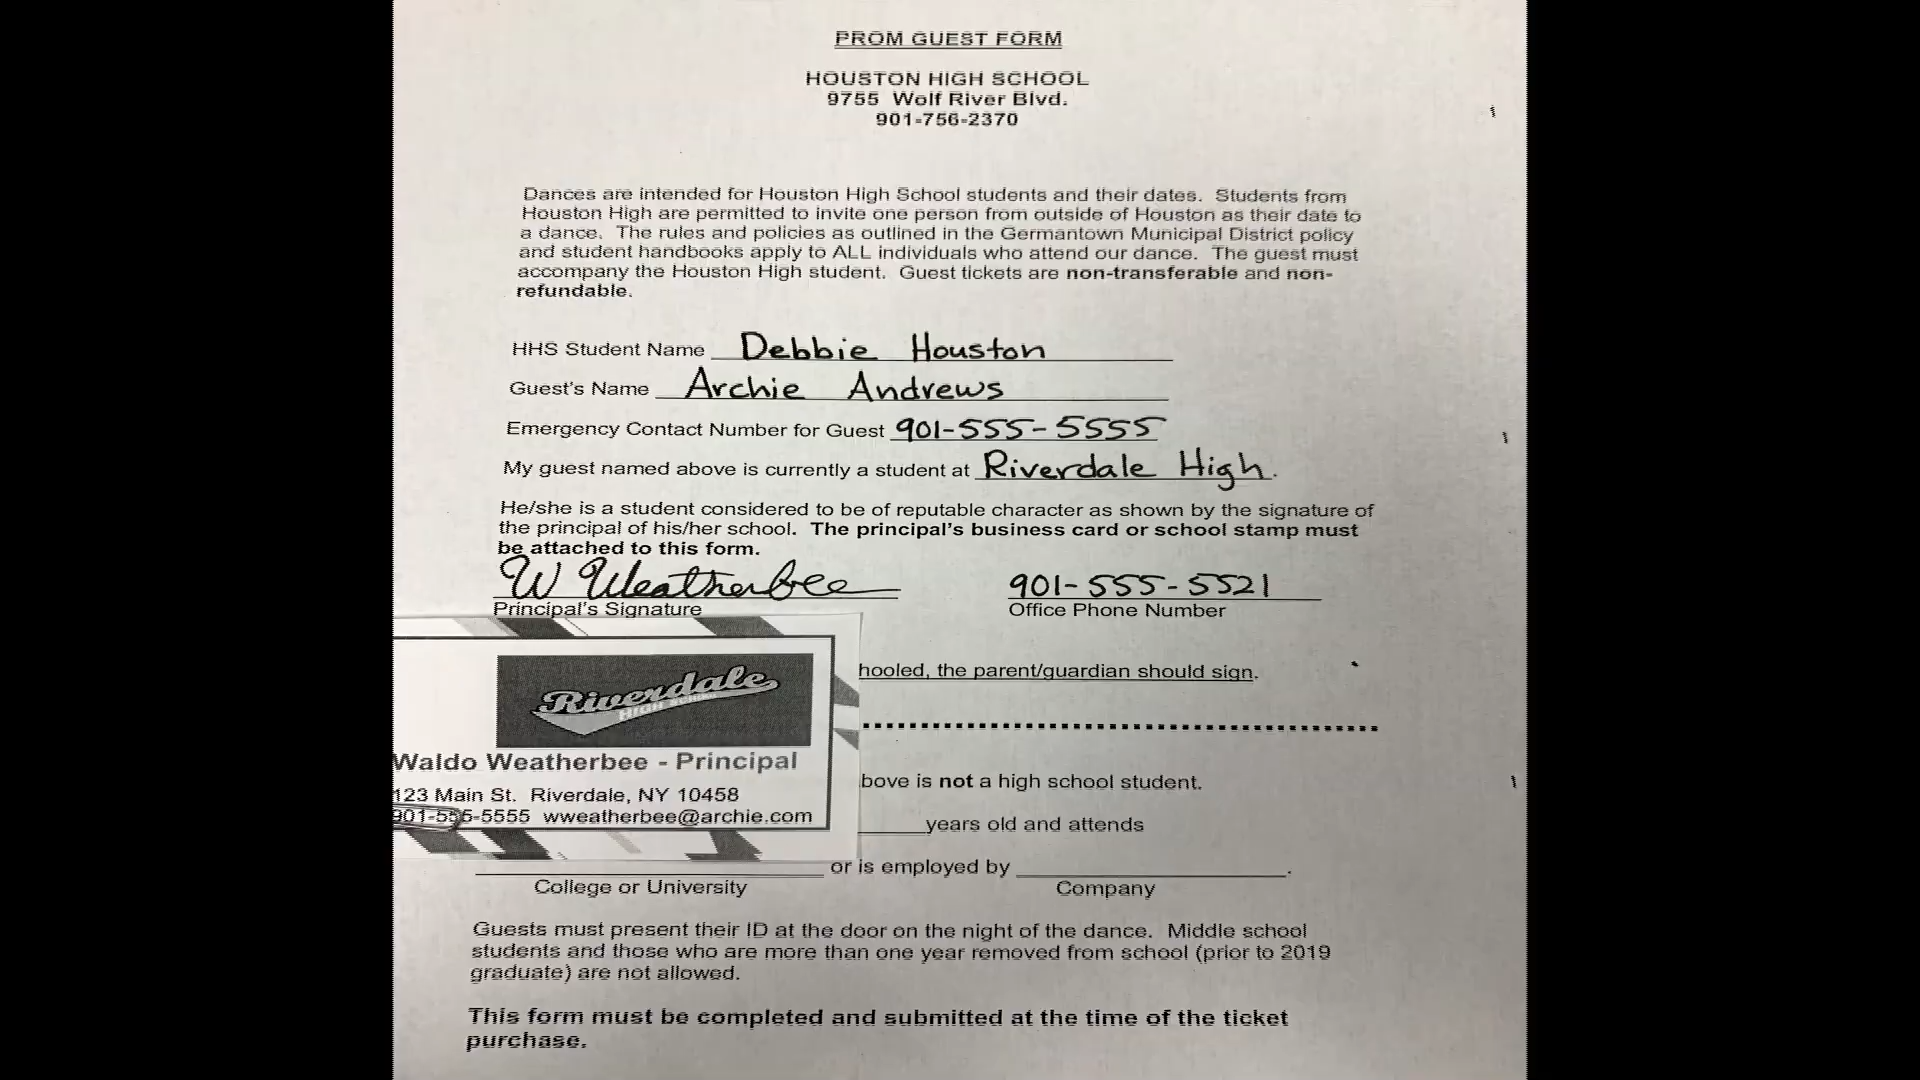 PROM GUEST FORM
HOUSTON HIGH SCHOOL
9755 Wolf River Blvd.
901-756-2370
Dances are intended for Houston High School students and their dates. Students from
Houston High are permitted to invite one person from outside of Houston as their date to
a dance. The rules and policies as outlined in the Germantown Municipal District policy
and student handbooks apply to ALL individuals who attend our dance. The guest must
accompany the Houston High student. Guest tickets are non-transferable and non-
refundable.
HHS Student Name Debbie Houston
Guest's Name Archie Andrews
Emergency Contact Number for Guest 901-555-5555
My guest named above is currently a student at Riverdale High.
He/she is a student considered to be of reputable character as shown by the signature of
the principal of his/her school. The principal's business card or school stamp must
be attached to this form.
W Weatherbee 901-555-5521
Principal's Signature Office Phone Number
hooled, the parent/guardian should sign.
Riverdale
HIGH SCHOOL
Waldo Weatherbee - Principal
123 Main St. Riverdale, NY 10458
901-555-5555 wweatherbee@archie.com
bove is not a high school student.
years old and attends
or is employed by
College or University Company
Guests must present their ID at the door on the night of the dance. Middle school
students and those who are more than one year removed from school (prior to 2019
graduate) are not allowed.
This form must be completed and submitted at the time of the ticket
purchase.